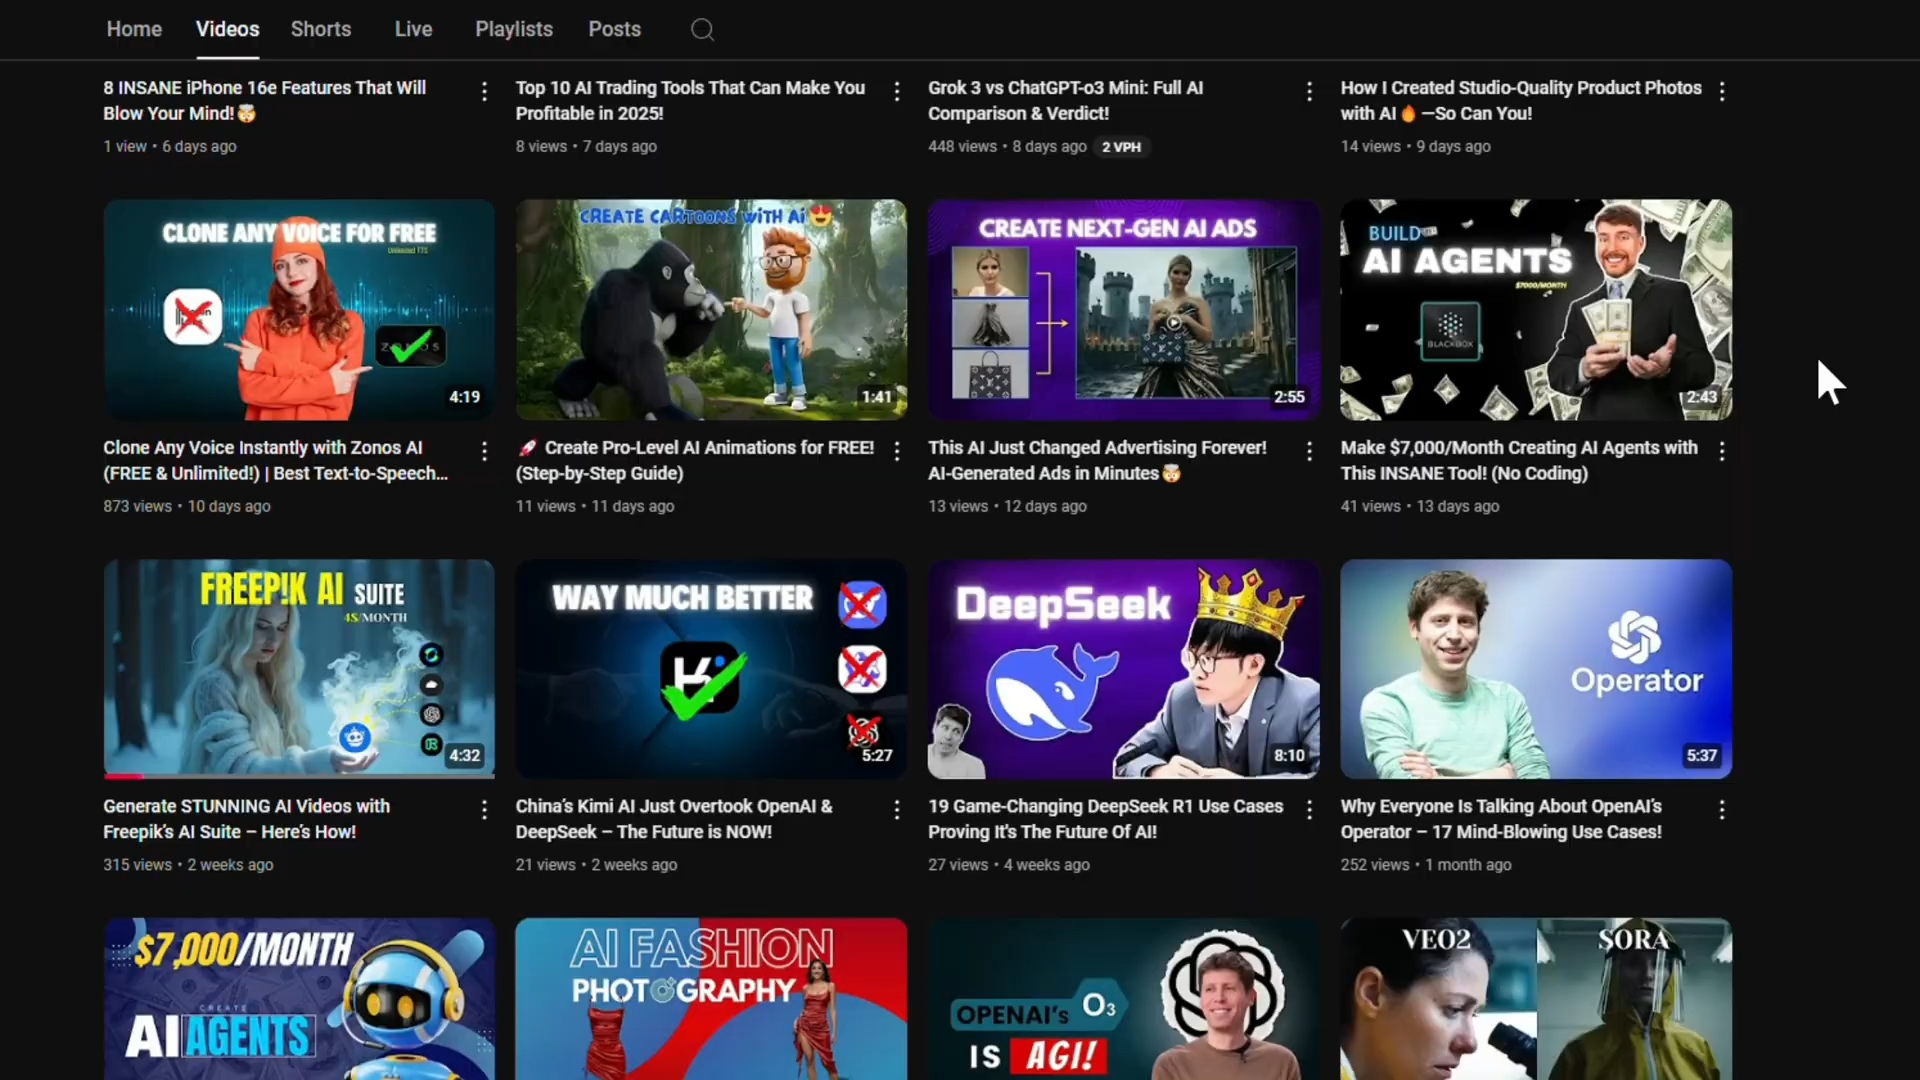 Home Videos Shorts Live Playlists Posts
8 INSANE iPhone 16e Features That Will
Blow Your Mind!🤯
1 view • 6 days ago
Top 10 AI Trading Tools That Can Make You
Profitable in 2025!
8 views • 7 days ago
Grok 3 vs ChatGPT-o3 Mini: Full AI
Comparison & Verdict!
448 views • 8 days ago 2 VPH
How I Created Studio-Quality Product Photos
with AI🔥—So Can You!
14 views • 9 days ago
CLONE ANY VOICE FOR FREE
Unlimited TTS
ZONOS
4:19
CREATE CARTOONS WiTH Ai😍
1:41
CREATE NEXT-GEN AI ADS
2:55
BUILD
AI AGENTS
$7000/MONTH
BLACKBOX
2:43
Clone Any Voice Instantly with Zonos AI
(FREE & Unlimited!) | Best Text-to-Speech...
873 views • 10 days ago
🚀 Create Pro-Level AI Animations for FREE!
(Step-by-Step Guide)
11 views • 11 days ago
This AI Just Changed Advertising Forever!
AI-Generated Ads in Minutes🤯
13 views • 12 days ago
Make $7,000/Month Creating AI Agents with
This INSANE Tool! (No Coding)
41 views • 13 days ago
FREEP!K AI SUITE
4$/MONTH
4:32
WAY MUCH BETTER
K
5:27
DeepSeek
8:10
Operator
5:37
Generate STUNNING AI Videos with
Freepik's AI Suite – Here's How!
315 views • 2 weeks ago
China's Kimi AI Just Overtook OpenAI &
DeepSeek – The Future is NOW!
21 views • 2 weeks ago
19 Game-Changing DeepSeek R1 Use Cases
Proving It's The Future Of AI!
27 views • 4 weeks ago
Why Everyone Is Talking About OpenAI's
Operator – 17 Mind-Blowing Use Cases!
252 views • 1 month ago
$7,000/MONTH
CREATE
AI AGENTS
AI FASHION
PHOTOGRAPHY
OPENAI's O3
IS AGI!
VEO2
SORA